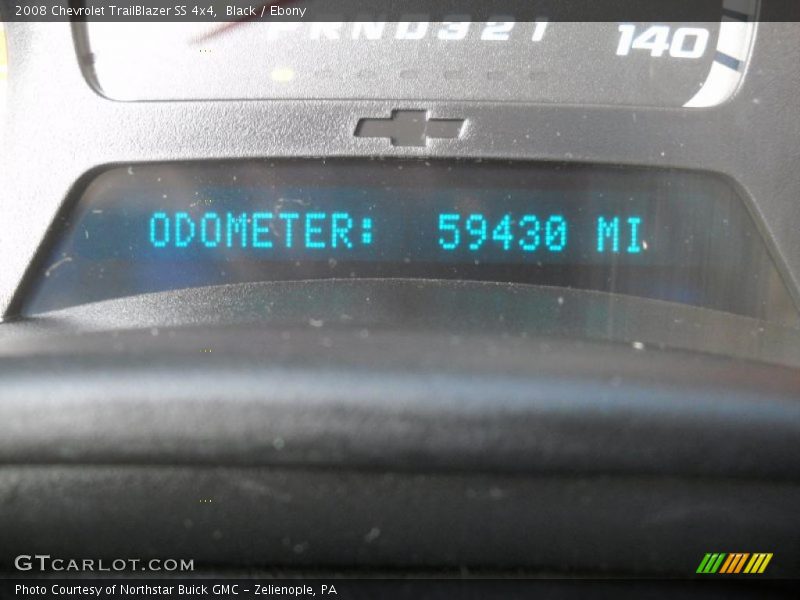 2008 Chevrolet TrailBlazer SS 4x4,  Black / Ebony
PRND321
140
ODOMETER: 59430 MI
GTCARLOT.COM
Photo Courtesy of Northstar Buick GMC – Zelienople, PA